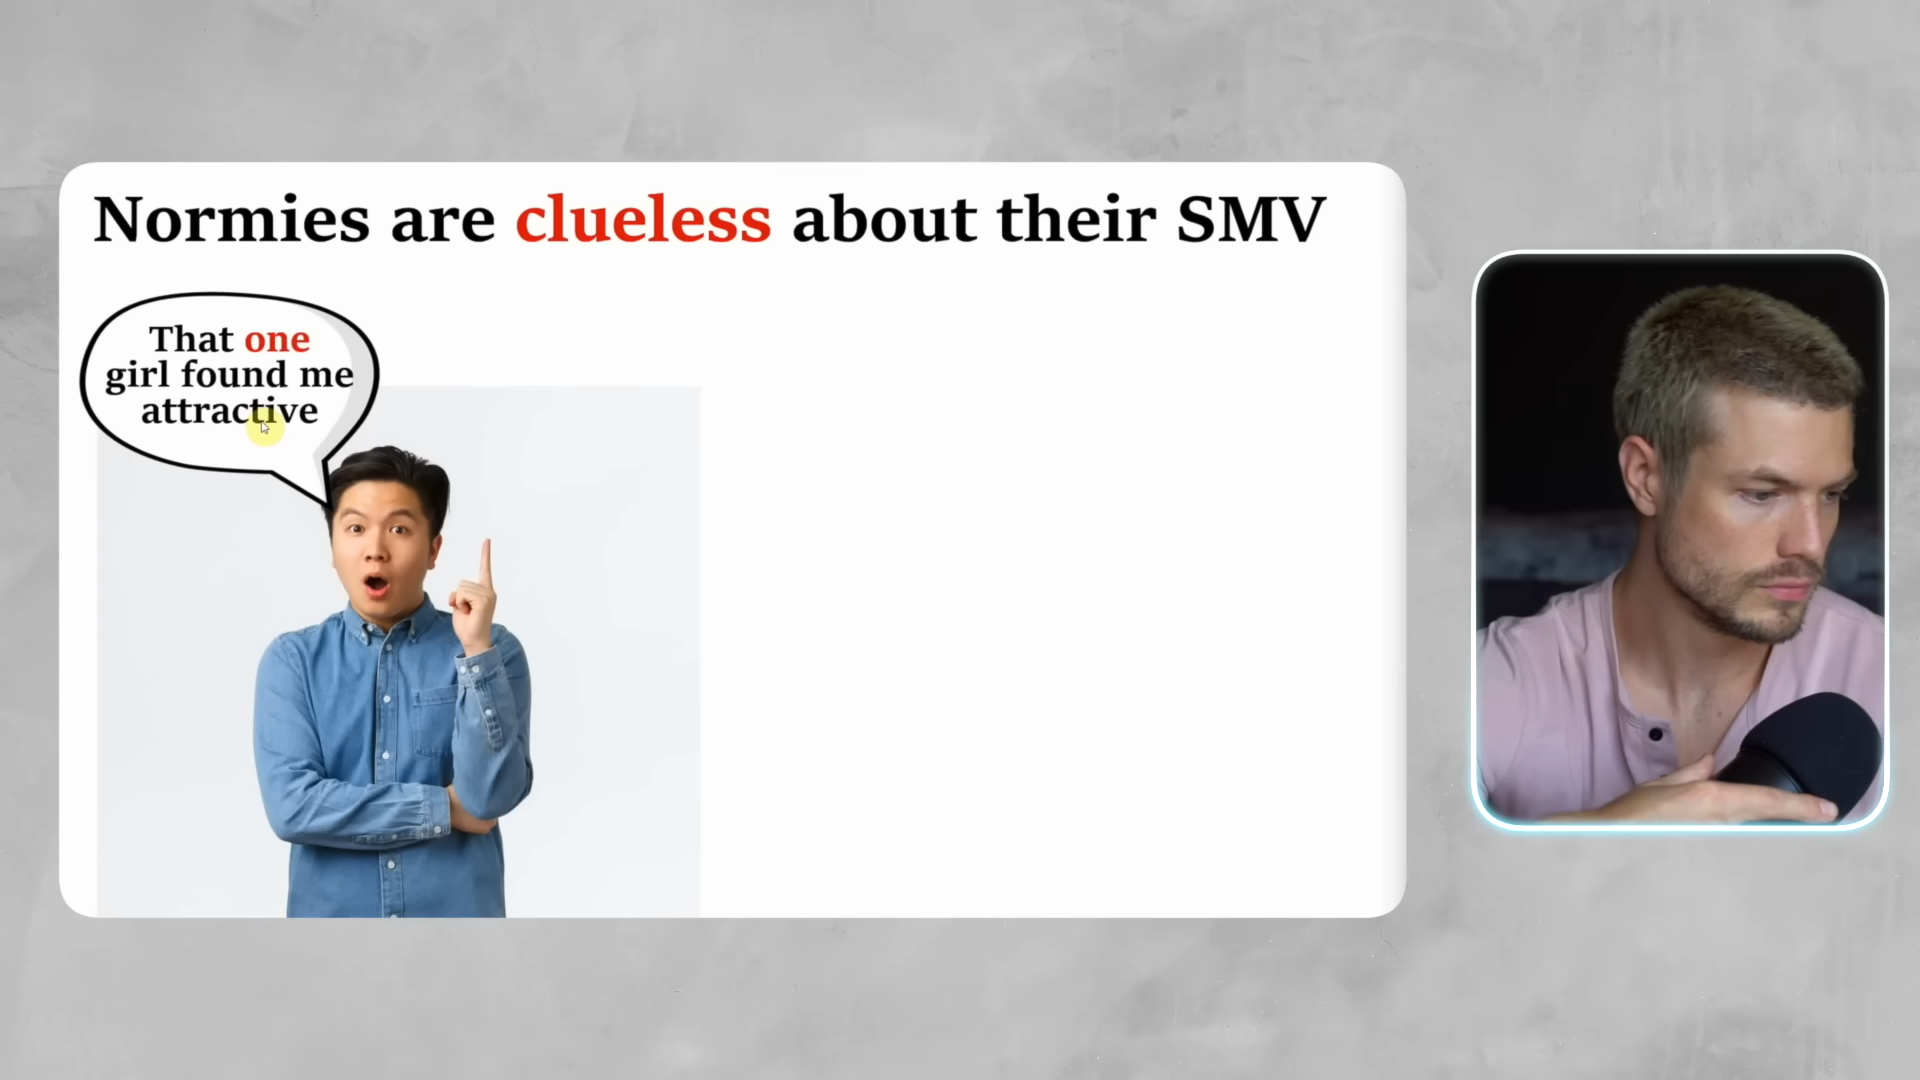 Normies are clueless about their SMV
That one
girl found me
attractive